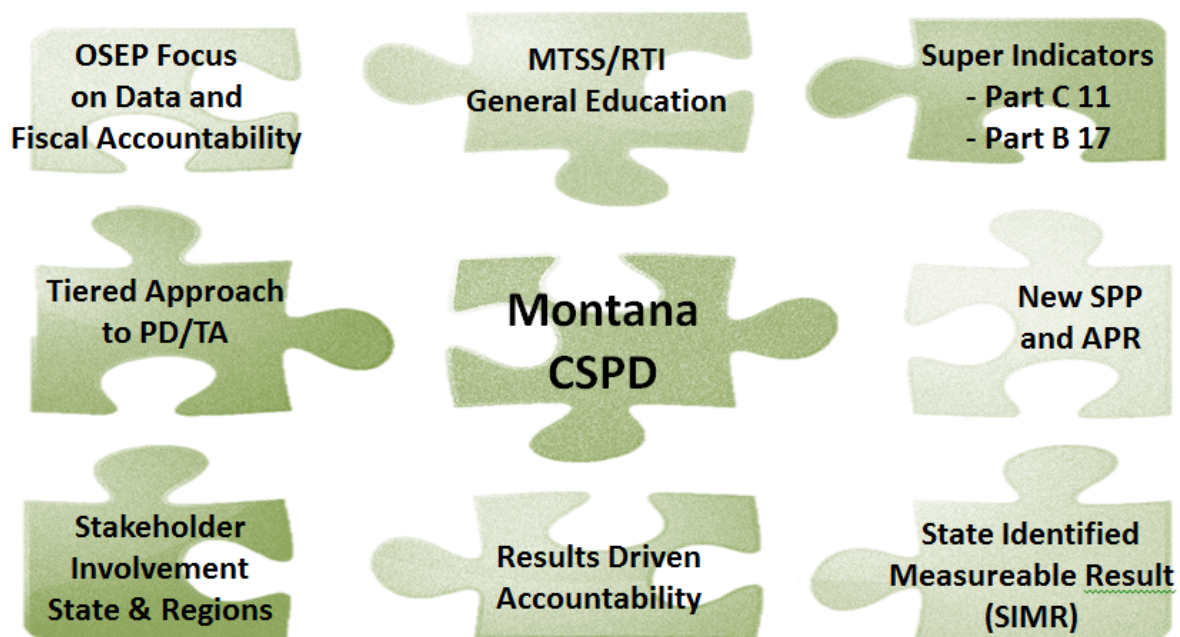 OSEP Focus
on Data and
Fiscal Accountability
MTSS/RTI
General Education
Super Indicators
- Part C 11
- Part B 17
Tiered Approach
to PD/TA
Montana
CSPD
New SPP
and APR
Stakeholder
Involvement
State & Regions
Results Driven
Accountability
State Identified
Measureable Result
(SIMR)